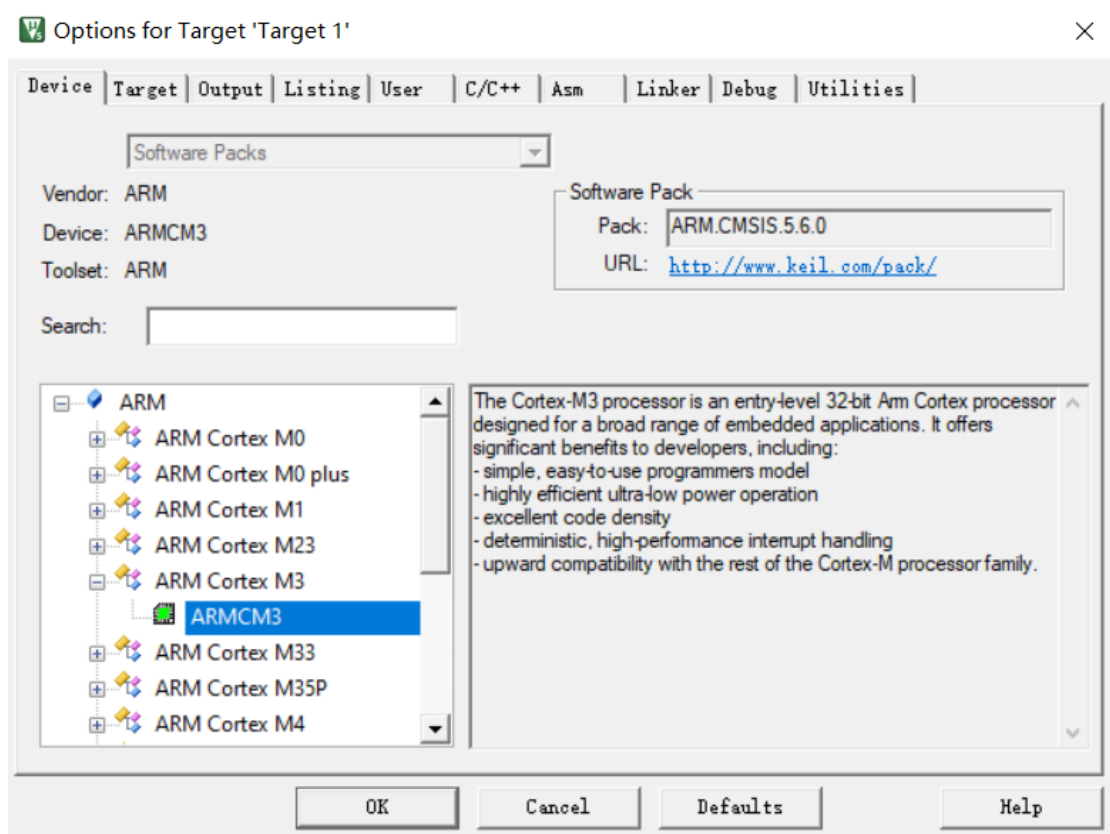 Options for Target 'Target 1'
Device Target Output Listing User C/C++ Asm Linker Debug Utilities
Software Packs
Vendor: ARM
Device: ARMCM3
Toolset: ARM
Software Pack
Pack: ARM.CMSIS.5.6.0
URL: http://www.keil.com/pack/
Search:
ARM
ARM Cortex M0
ARM Cortex M0 plus
ARM Cortex M1
ARM Cortex M23
ARM Cortex M3
ARMCM3
ARM Cortex M33
ARM Cortex M35P
ARM Cortex M4
The Cortex-M3 processor is an entry-level 32-bit Arm Cortex processor
designed for a broad range of embedded applications. It offers
significant benefits to developers, including:
- simple, easy-to-use programmers model
- highly efficient ultra-low power operation
- excellent code density
- deterministic, high-performance interrupt handling
- upward compatibility with the rest of the Cortex-M processor family.
OK Cancel Defaults Help